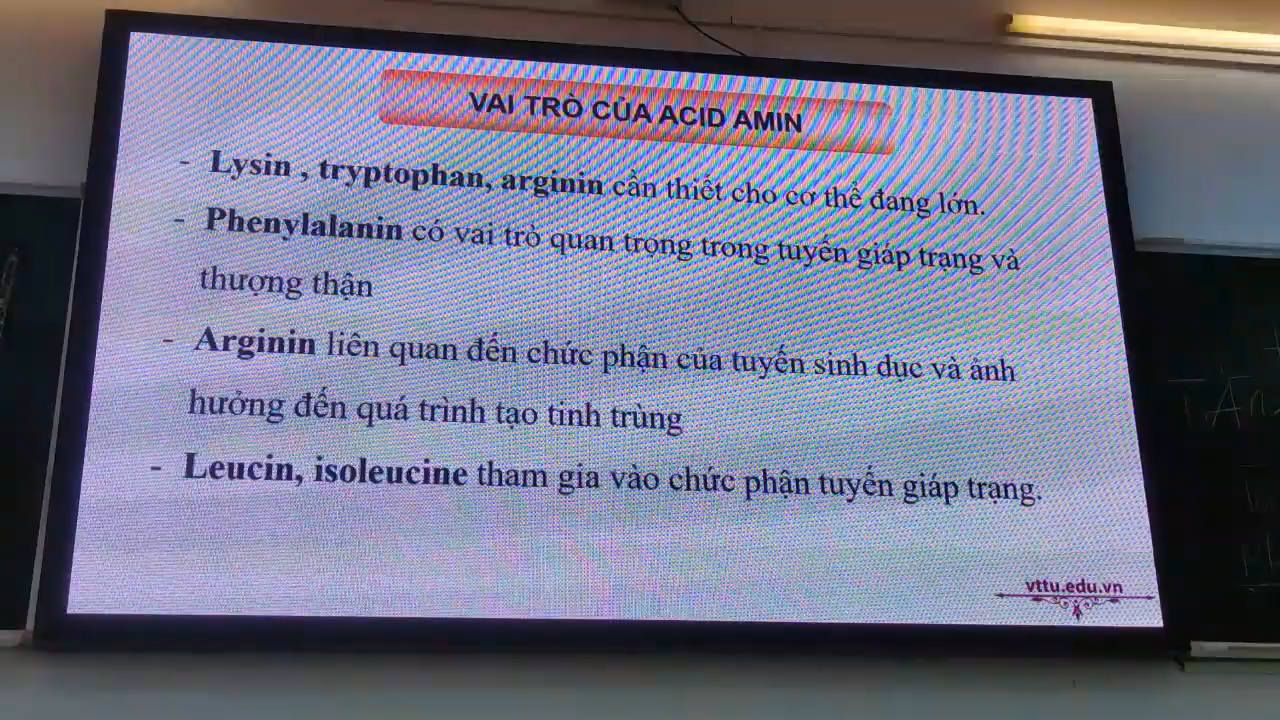 VAI TRÒ CỦA ACID AMIN
- Lysin , tryptophan, arginin cần thiết cho cơ thể đang lớn.
- Phenylalanin có vai trò quan trọng trong tuyến giáp trạng và
thượng thận
- Arginin liên quan đến chức phận của tuyến sinh dục và ảnh
hưởng đến quá trình tạo tinh trùng
- Leucin, isoleucine tham gia vào chức phận tuyến giáp trạng.
vttu.edu.vn